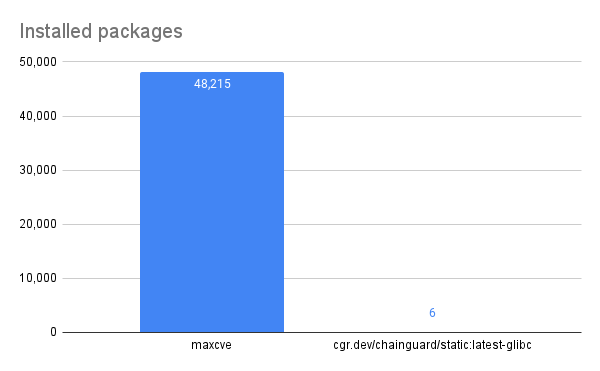 Installed packages
50,000
40,000
30,000
20,000
10,000
0
48,215
6
maxcve
cgr.dev/chainguard/static:latest-glibc